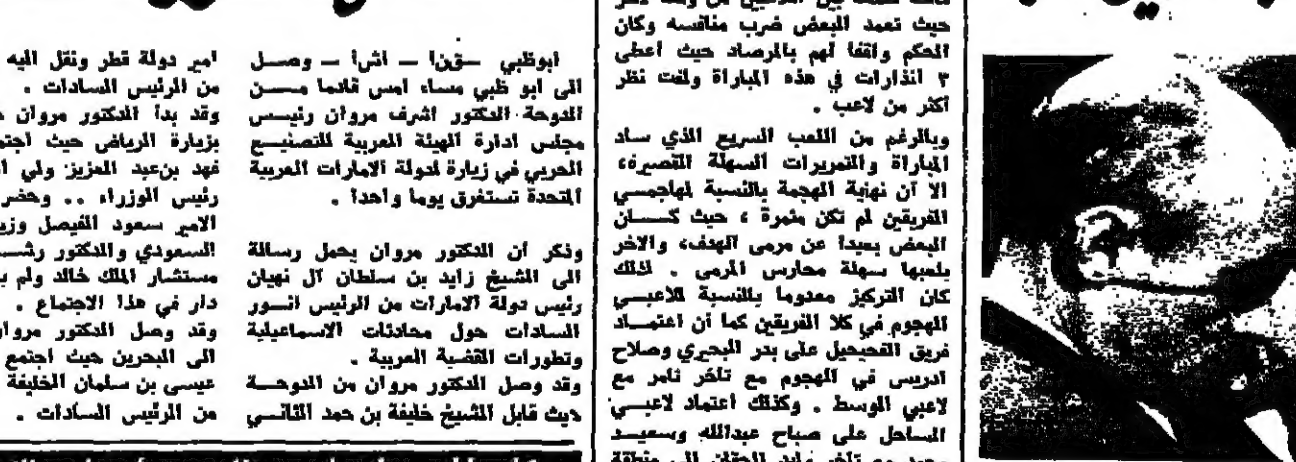 حيث تعمد البعض ضرب منافسه وكان
الحكم واقفا لهم بالمرصاد حيث أعطى
٣ انذارات في هذه المباراة ولفت نظر
أكثر من لاعب .
وبالرغم من اللعب السريع الذي ساد
المباراة والتمريرات السهلة القصيرة،
الا أن نهاية الهجمة بالنسبة لمهاجمي
الفريقين لم تكن مثمرة ، حيث كان
البعض بعيدا عن مرمى الهدف، والاخر
يلعبها سهلة لحارس المرمى . لذلك
كان التركيز معدوما بالنسبة للاعبي
الهجوم في كلا الفريقين كما أن اعتماد
فريق الفحيحيل على بدر البحري وصلاح
ادريس في الهجوم مع تأخر ثامر مع
لاعبي الوسط . وكذلك اعتماد لاعبي
الساحل على صباح عبدالله وسعيد
ابوظبي — قنا — اشأ — وصل
الى ابو ظبي مساء امس قادما من
الدوحة الدكتور اشرف مروان رئيس
مجلس ادارة الهيئة العربية للتصنيع
الحربي في زيارة لدولة الامارات العربية
المتحدة تستغرق يوما واحدا .
وذكر أن الدكتور مروان يحمل رسالة
الى الشيخ زايد بن سلطان آل نهيان
رئيس دولة الامارات من الرئيس انور
السادات حول محادثات الاسماعيلية
وتطورات القضية العربية .
وقد وصل الدكتور مروان من الدوحة
حيث قابل الشيخ خليفة بن حمد الثاني
امير دولة قطر ونقل اليه
من الرئيس السادات .
وقد بدأ الدكتور مروان
بزيارة الرياض حيث
فهد بن عبد العزيز ولي
رئيس الوزراء .. وحضر
الامير سعود الفيصل
السعودي والدكتور
مستشار الملك خالد ولم
دار في هذا الاجتماع .
وقد وصل الدكتور
الى البحرين حيث اجتمع
عيسى بن سلمان الخليفة
من الرئيس السادات .